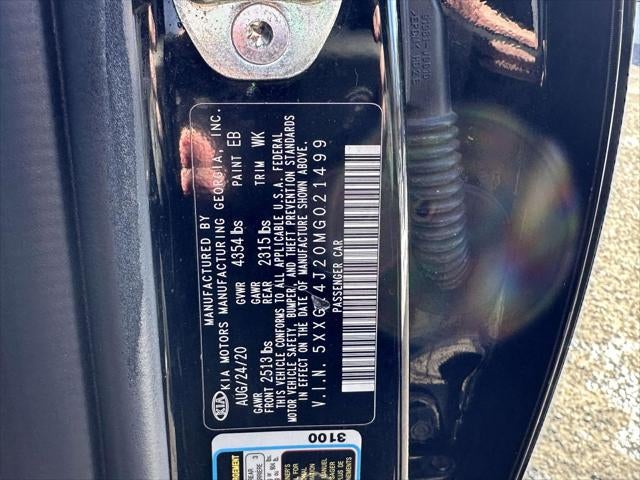 KIA
MANUFACTURED BY
KIA MOTORS MANUFACTURING GEORGIA, INC.
AUG/24/20 GVWR 4354 lbs PAINT EB
GAWR FRONT 2513 lbs GAWR REAR 2315 lbs TRIM WK
THIS VEHICLE CONFORMS TO ALL APPLICABLE U.S.A. FEDERAL
MOTOR VEHICLE SAFETY, BUMPER, AND THEFT PREVENTION STANDARDS
IN EFFECT ON THE DATE OF MANUFACTURE SHOWN ABOVE.
V.I.N. 4J20MG021499
PASSENGER CAR
3100